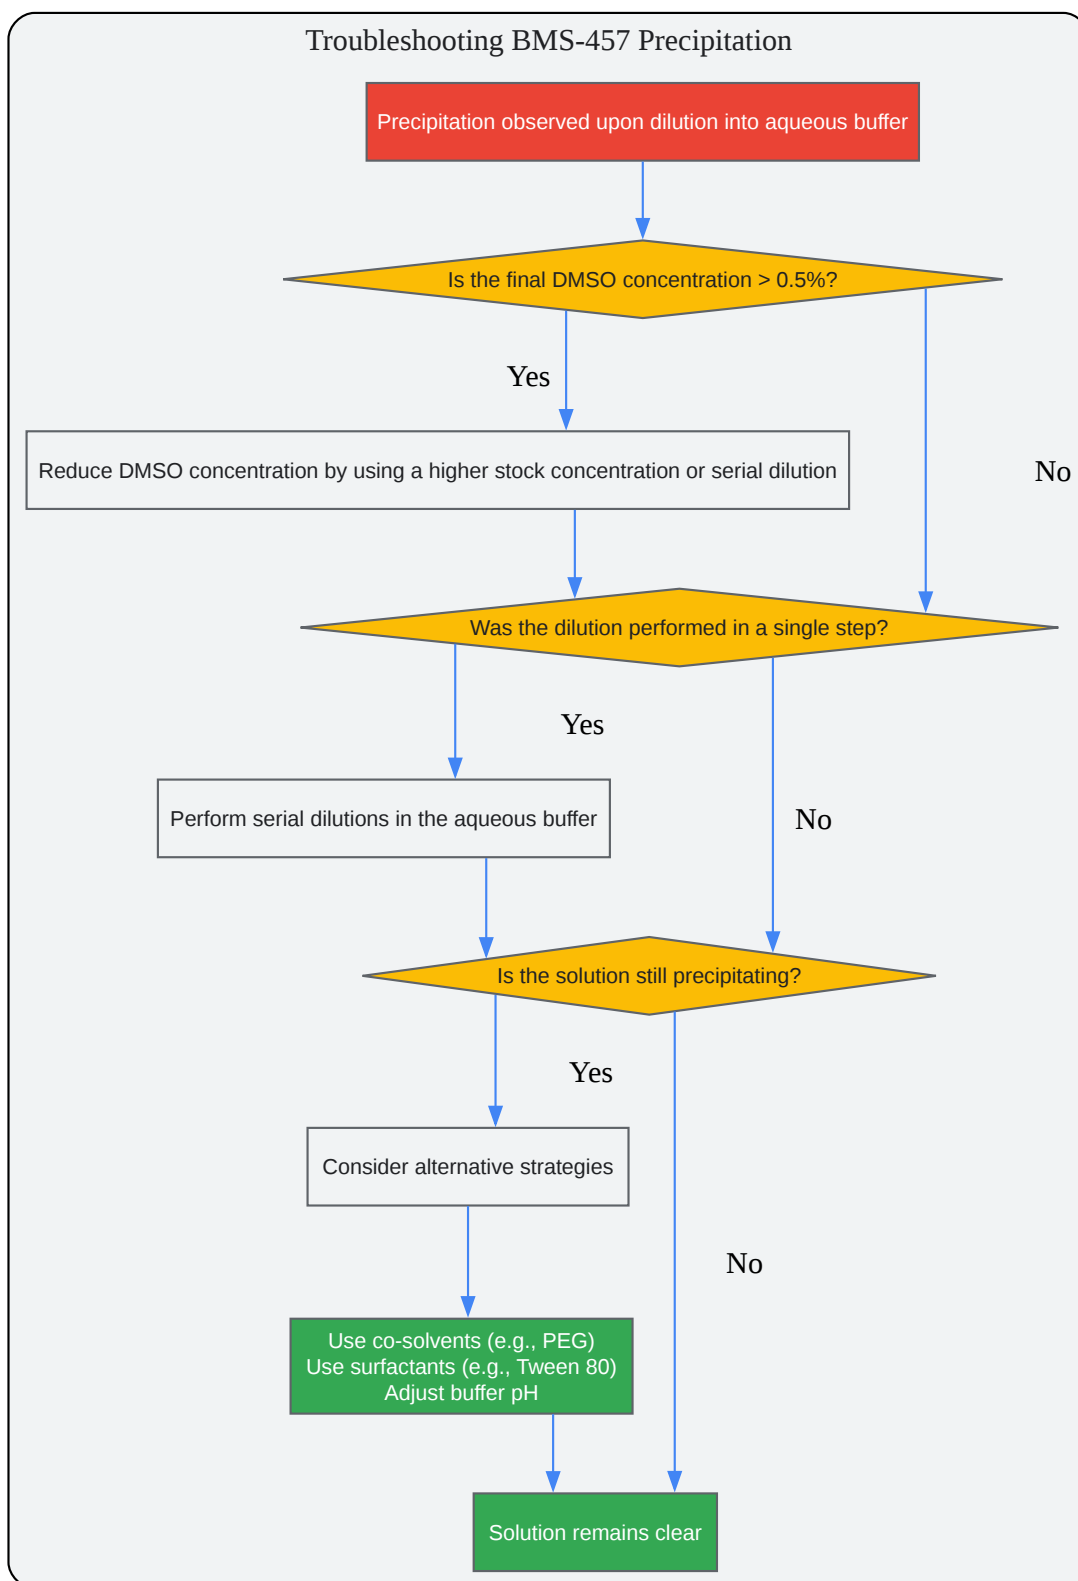 Troubleshooting BMS-457 Precipitation
Precipitation observed upon dilution into aqueous buffer
Is the final DMSO concentration > 0.5%?
Yes
Reduce DMSO concentration by using a higher stock concentration or serial dilution
No
Was the dilution performed in a single step?
Yes
Perform serial dilutions in the aqueous buffer
No
Is the solution still precipitating?
Yes
Consider alternative strategies
No
Use co-solvents (e.g., PEG)
Use surfactants (e.g., Tween 80)
Adjust buffer pH
Solution remains clear